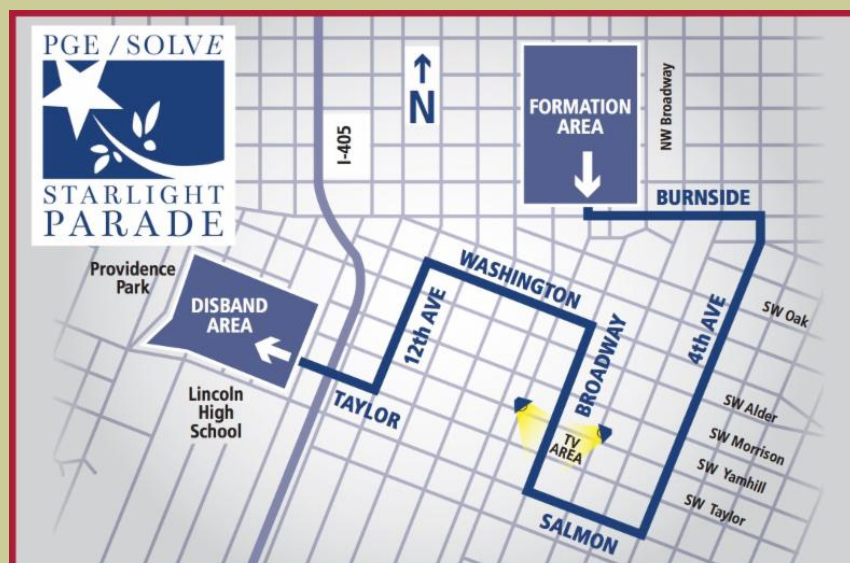 PGE / SOLVE
STARLIGHT
PARADE
N
I-405
FORMATION
AREA
NW Broadway
BURNSIDE
Providence
Park
DISBAND
AREA
WASHINGTON
12th AVE
BROADWAY
4th AVE
SW Oak
Lincoln
High
School
TAYLOR
TV
AREA
SW Alder
SW Morrison
SW Yamhill
SW Taylor
SALMON